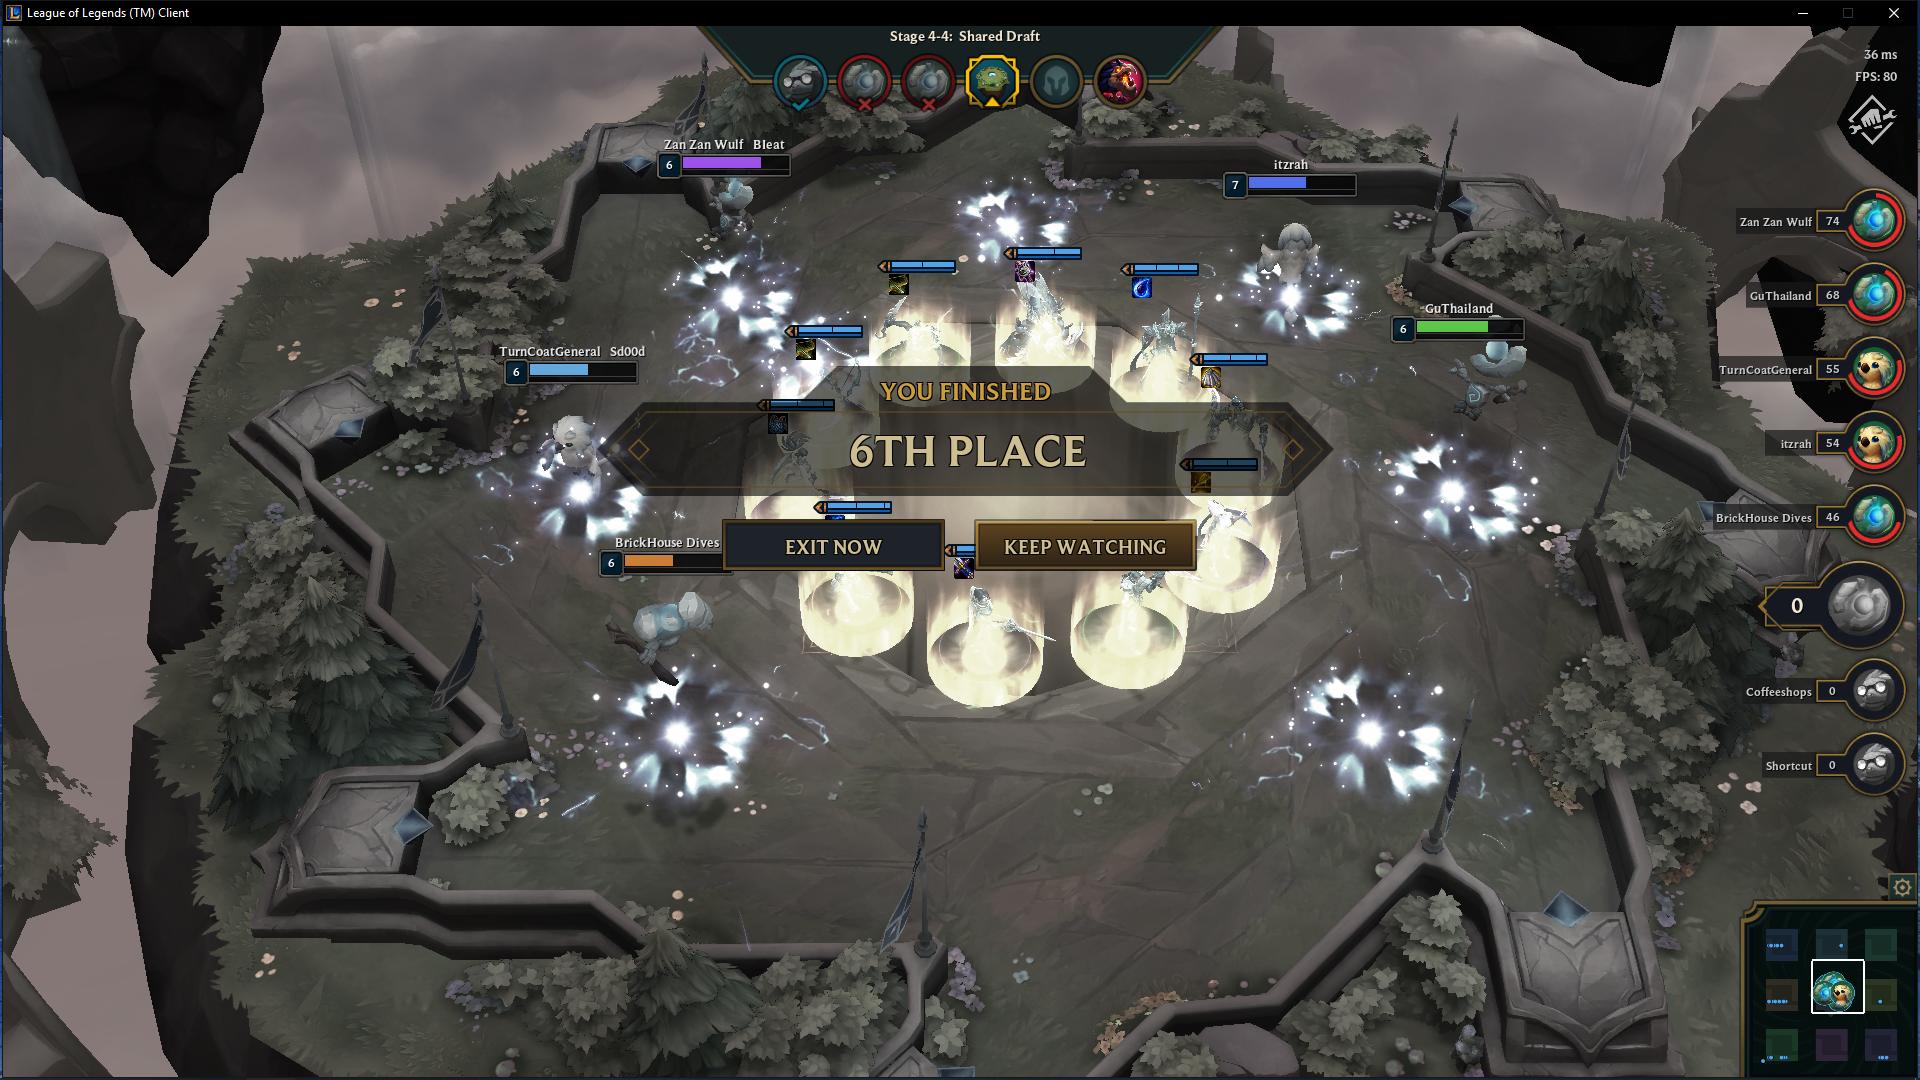 League of Legends (TM) Client
Stage 4-4: Shared Draft
36 ms
FPS: 80
Zan Zan Wulf Bleat
6
itzrah
7
Zan Zan Wulf 74
GuThailand 68
GuThailand
6
TurnCoatGeneral Sd00d
6
TurnCoatGeneral 55
YOU FINISHED
6TH PLACE
itzrah 54
BrickHouse Dives 46
BrickHouse Dives
6
EXIT NOW
KEEP WATCHING
0
Coffeeshops 0
Shortcut 0